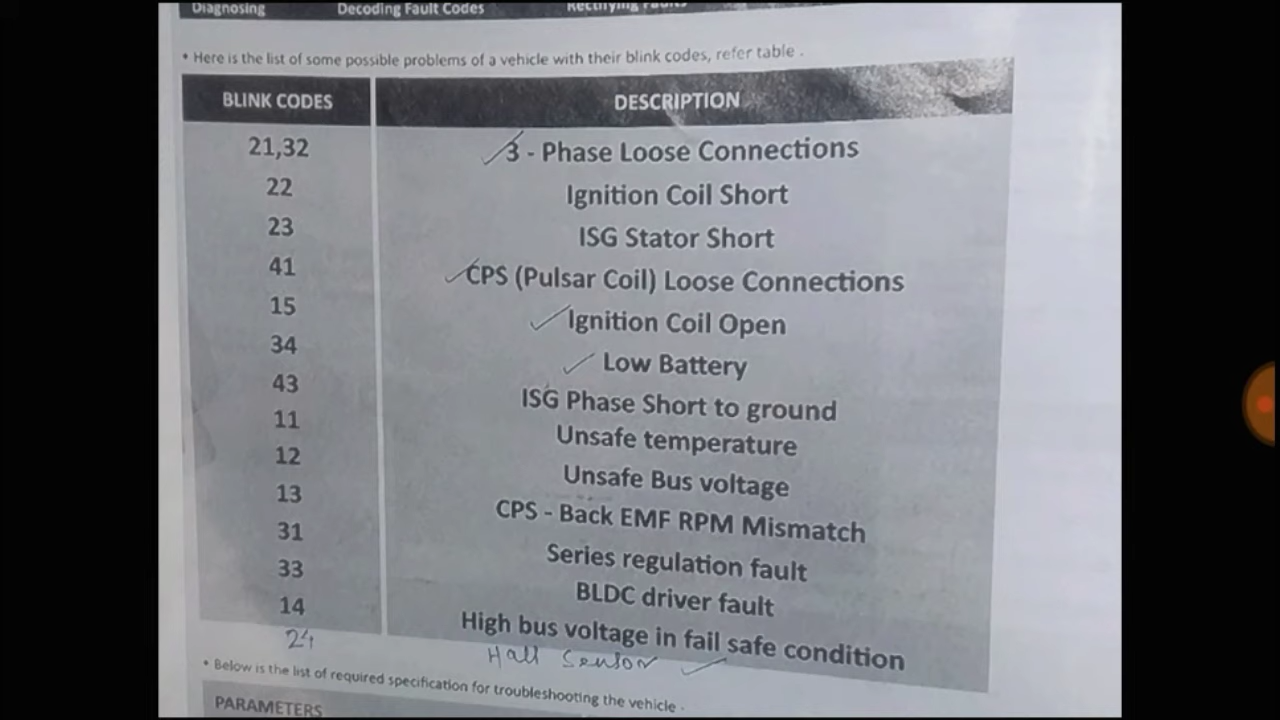 Diagnosing Decoding Fault Codes Rectifying Faults
• Here is the list of some possible problems of a vehicle with their blink codes, refer table .
BLINK CODES DESCRIPTION
21,32 3 - Phase Loose Connections
22 Ignition Coil Short
23 ISG Stator Short
41 CPS (Pulsar Coil) Loose Connections
15 Ignition Coil Open
34 Low Battery
43 ISG Phase Short to ground
11 Unsafe temperature
12 Unsafe Bus voltage
13 CPS - Back EMF RPM Mismatch
31 Series regulation fault
33 BLDC driver fault
14 High bus voltage in fail safe condition
24 Hall Sensor
• Below is the list of required specification for troubleshooting the vehicle .
PARAMETERS